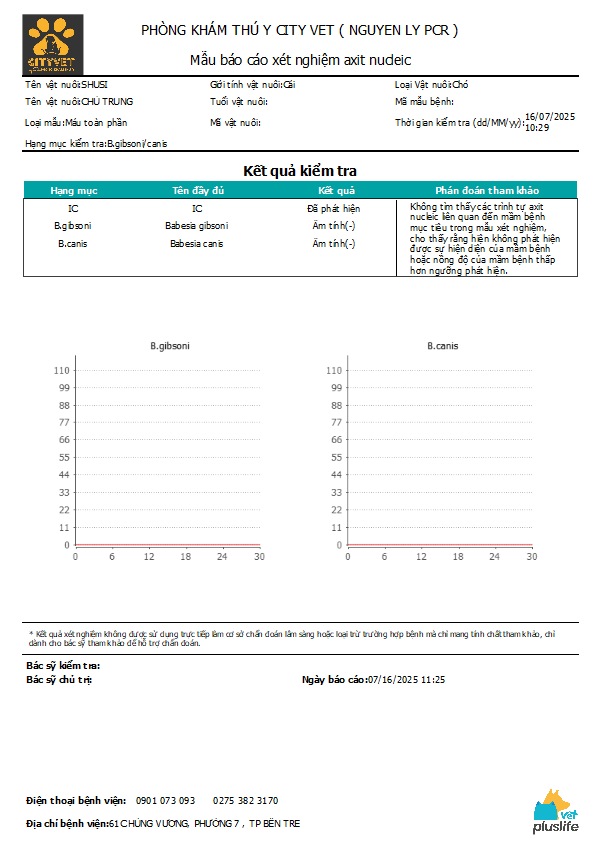 CITYVET
PHÒNG KHÁM THÚ Y CITY VET ( NGUYEN LY PCR )
Mẫu báo cáo xét nghiệm axit nucleic
Tên vật nuôi:SHUSI Gới tính vật nuôi:Cái Loại Vật nuôi:Chó
Tên vật nuôi:CHÚ TRUNG Tuổi vật nuôi: Mã mẫu bệnh:
Loại mẫu:Máu toàn phần Mã vật nuôi: Thời gian kiểm tra (dd/MM/yy):16/07/2025 10:29
Hạng mục kiểm tra:B.gibsoni/canis
Kết quả kiểm tra
Hạng mục Tên đầy đủ Kết quả Phán đoán tham khảo
IC IC Đã phát hiện
B.gibsoni Babesia gibsoni Âm tính(-)
B.canis Babesia canis Âm tính(-)
Không tìm thấy các trình tự axit
nucleic liên quan đến mầm bệnh
mục tiêu trong mẫu xét nghiệm,
cho thấy rằng hiện không phát hiện
được sự hiện diện của mầm bệnh
hoặc nồng độ của mầm bệnh thấp
hơn ngưỡng phát hiện.
B.gibsoni
110
99
88
77
66
55
44
33
22
11
0
0 6 12 18 24 30
B.canis
110
99
88
77
66
55
44
33
22
11
0
0 6 12 18 24 30
* Kết quả xét nghiệm không được sử dụng trực tiếp làm cơ sở chẩn đoán lâm sàng hoặc loại trừ trường hợp bệnh mà chỉ mang tính chất tham khảo, chỉ
dành cho bác sỹ tham khảo để hỗ trợ chẩn đoán.
Bác sỹ kiểm tra:
Bác sỹ chủ trị: Ngày báo cáo:07/16/2025 11:25
Điện thoại bệnh viện: 0901 073 093 0275 382 3170
Địa chỉ bệnh viện:61 CHÙNG VƯƠNG, PHƯỜNG 7 , TP BẾN TRE
vet
pluslife